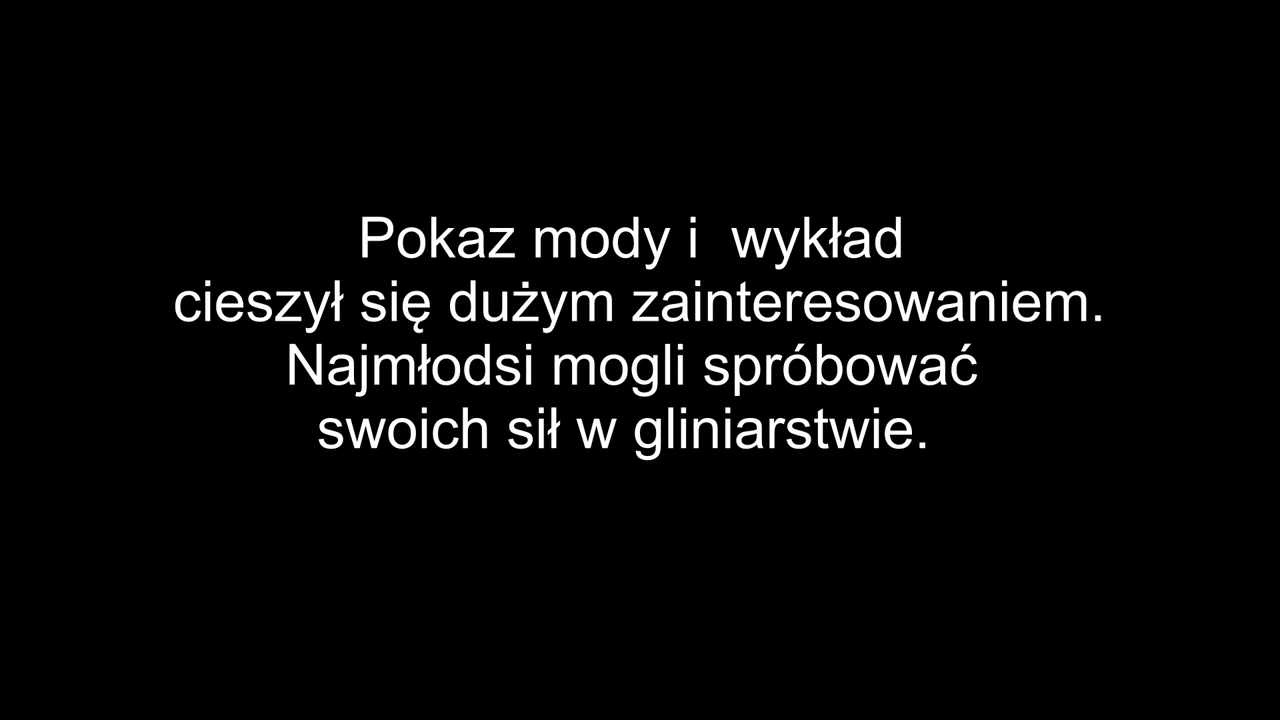 Pokaz mody i  wykład
cieszył się dużym zainteresowaniem.
Najmłodsi mogli spróbować
swoich sił w gliniarstwie.